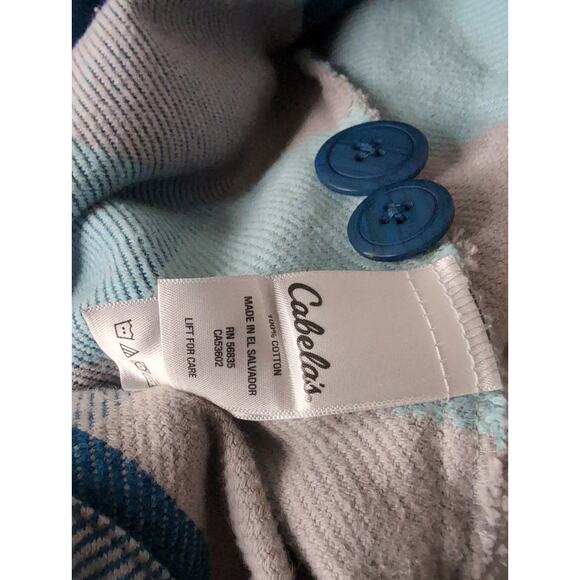 Cabela's®
100% COTTON
MADE IN EL SALVADOR
RN 56835
CA53602
LIFT FOR CARE